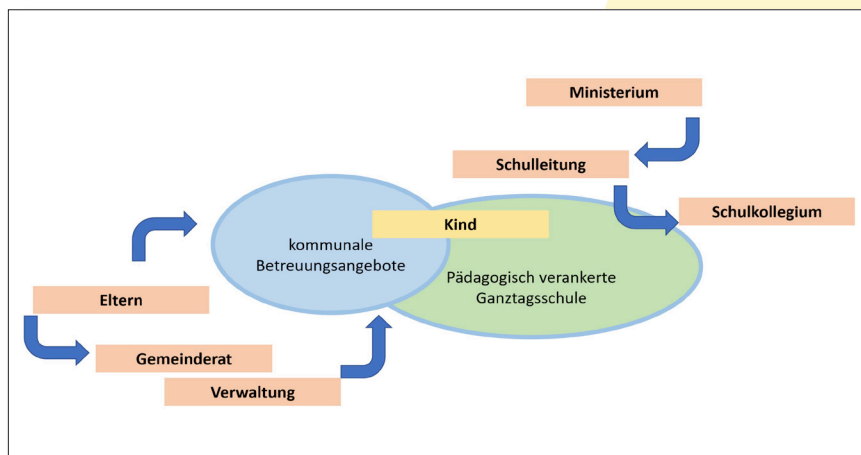 Ministerium
Schulleitung
Schulkollegium
Kind
kommunale
Betreuungsangebote
Pädagogisch verankerte
Ganztagsschule
Eltern
Gemeinderat
Verwaltung